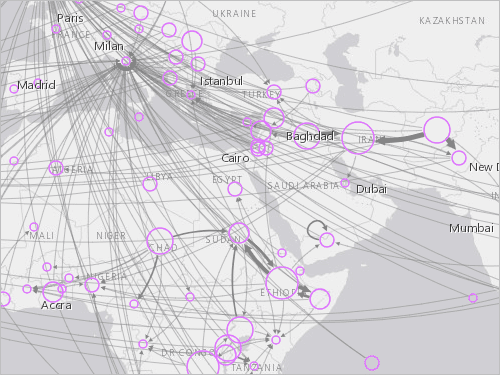 UKRAINE
Paris
KAZAKHSTAN
FRANCE
Milan
Madrid
Istanbul
TURKEY
GREECE
Baghdad
IRAN
Cairo
New D
ALGERIA
LIBYA
EGYPT
SAUDI ARABIA
Dubai
IN
Mumbai
MALI
NIGER
CHAD
SUDAN
NIGERIA
ETHIOPIA
Accra
DR CONGO
TANZANIA